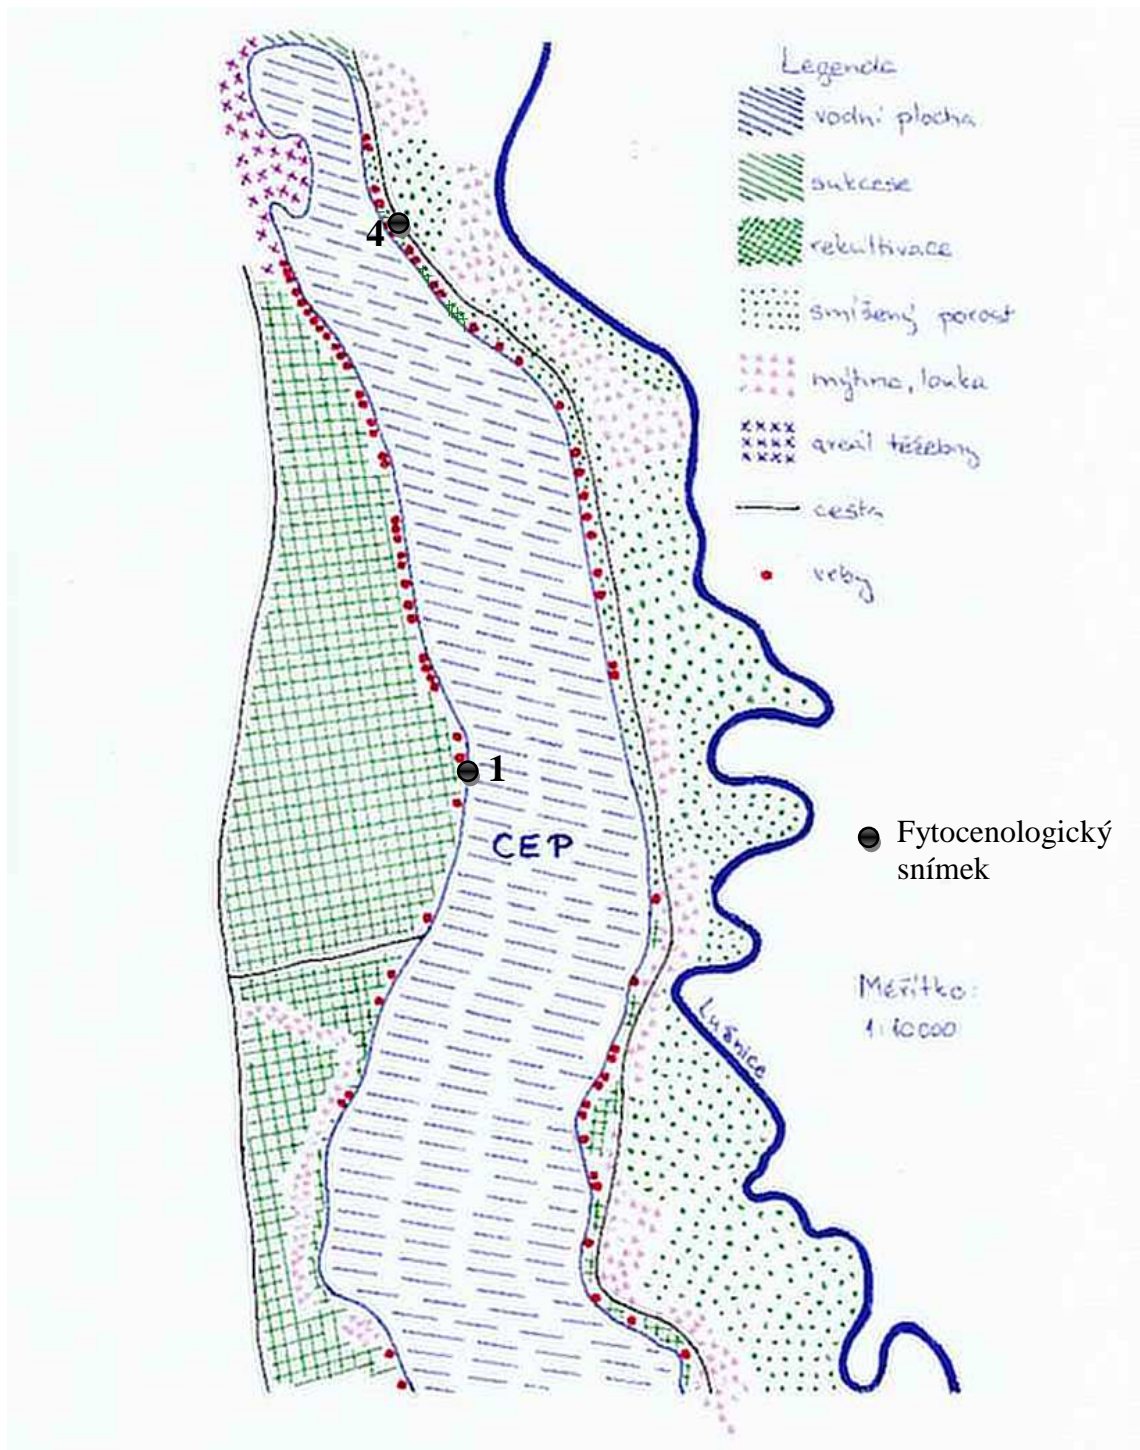 Legenda
vodní plocha
sukcese
rekultivace
smíšený porost
mýtina, louka
areál těžebny
cesta
vrby
4
1
CEP
Fytocenologický
snímek
Měřítko:
1:10000
Lužnice